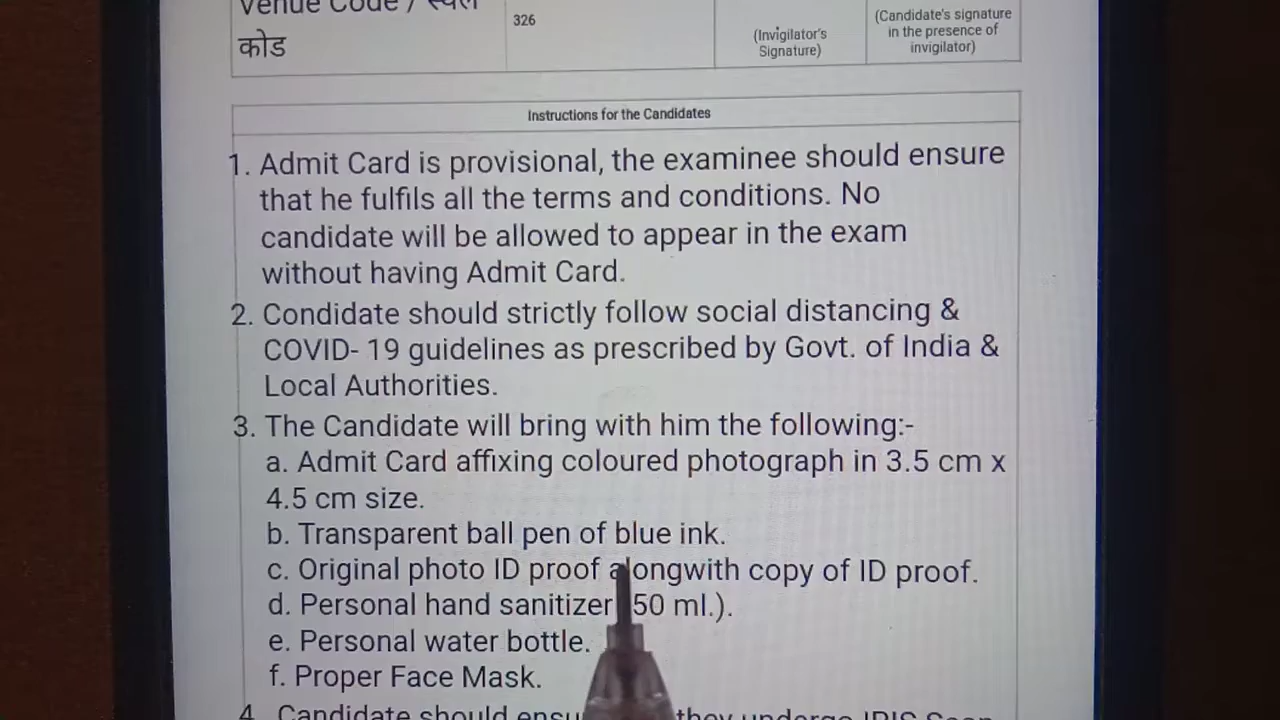 Venue Code / स्थल
कोड
326
(Invigilator's
Signature)
(Candidate's signature
in the presence of
invigilator)
Instructions for the Candidates
1. Admit Card is provisional, the examinee should ensure
that he fulfils all the terms and conditions. No
candidate will be allowed to appear in the exam
without having Admit Card.
2. Condidate should strictly follow social distancing &
COVID- 19 guidelines as prescribed by Govt. of India &
Local Authorities.
3. The Candidate will bring with him the following:-
a. Admit Card affixing coloured photograph in 3.5 cm x
4.5 cm size.
b. Transparent ball pen of blue ink.
c. Original photo ID proof alongwith copy of ID proof.
d. Personal hand sanitizer 50 ml.).
e. Personal water bottle.
f. Proper Face Mask.
4. Candidate should they undergo IRIS Scan